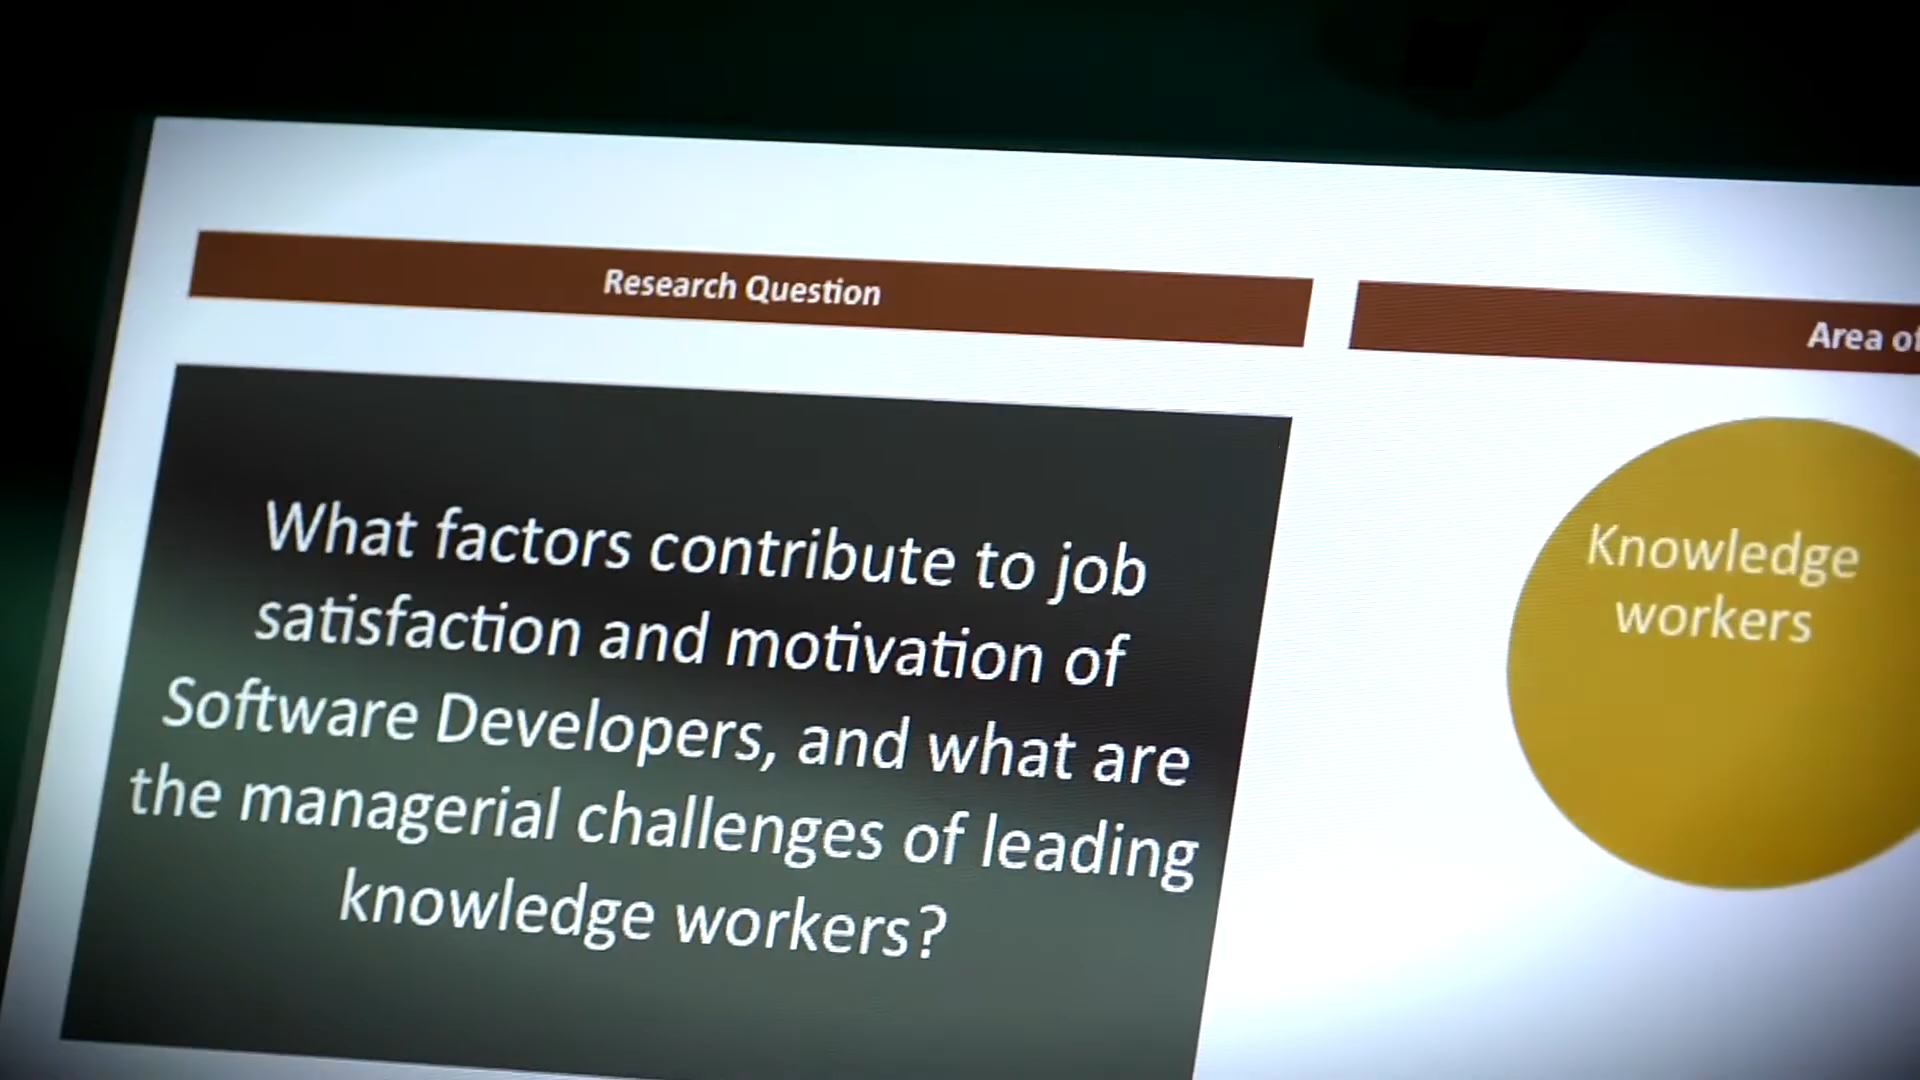 Research Question
What factors contribute to job
satisfaction and motivation of
Software Developers, and what are
the managerial challenges of leading
knowledge workers?
Area of
Knowledge
workers